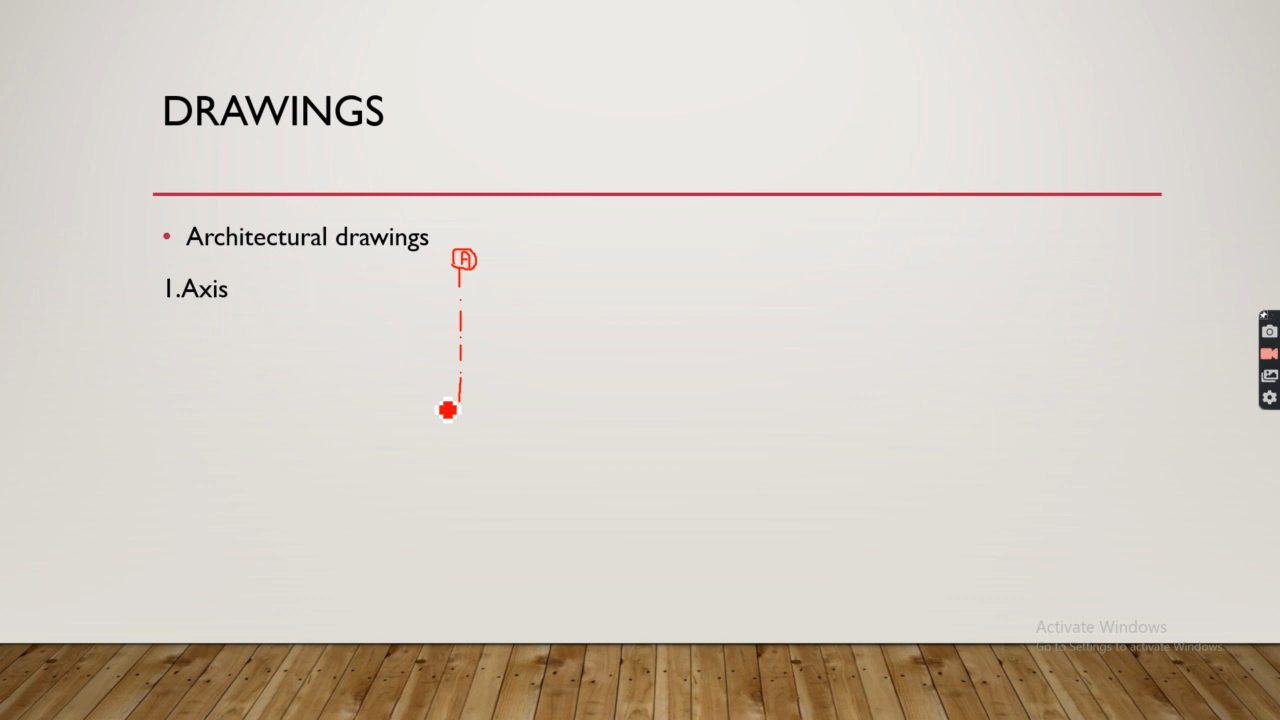 DRAWINGS
• Architectural drawings
A
1.Axis
Activate Windows
Go to Settings to activate Windows.